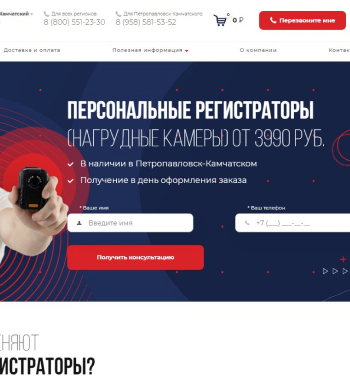 Камчатский
Для всех регионов:
8 (800) 551-23-30
Для Петропавловск-Камчатского:
8 (958) 581-53-52
0
0 ₽
Перезвоните мне
Доставка и оплата
Полезная информация
О компании
Контак
ПЕРСОНАЛЬНЫЕ РЕГИСТРАТОРЫ
(НАГРУДНЫЕ КАМЕРЫ) ОТ 3990 РУБ.
В наличии в Петропавловск-Камчатском
Получение в день оформления заказа
* Ваше имя
* Ваш телефон
Введите имя
+7 (___) ___-__-__
Получить консультацию
НЯЮТ
ИСТРАТОРЫ?